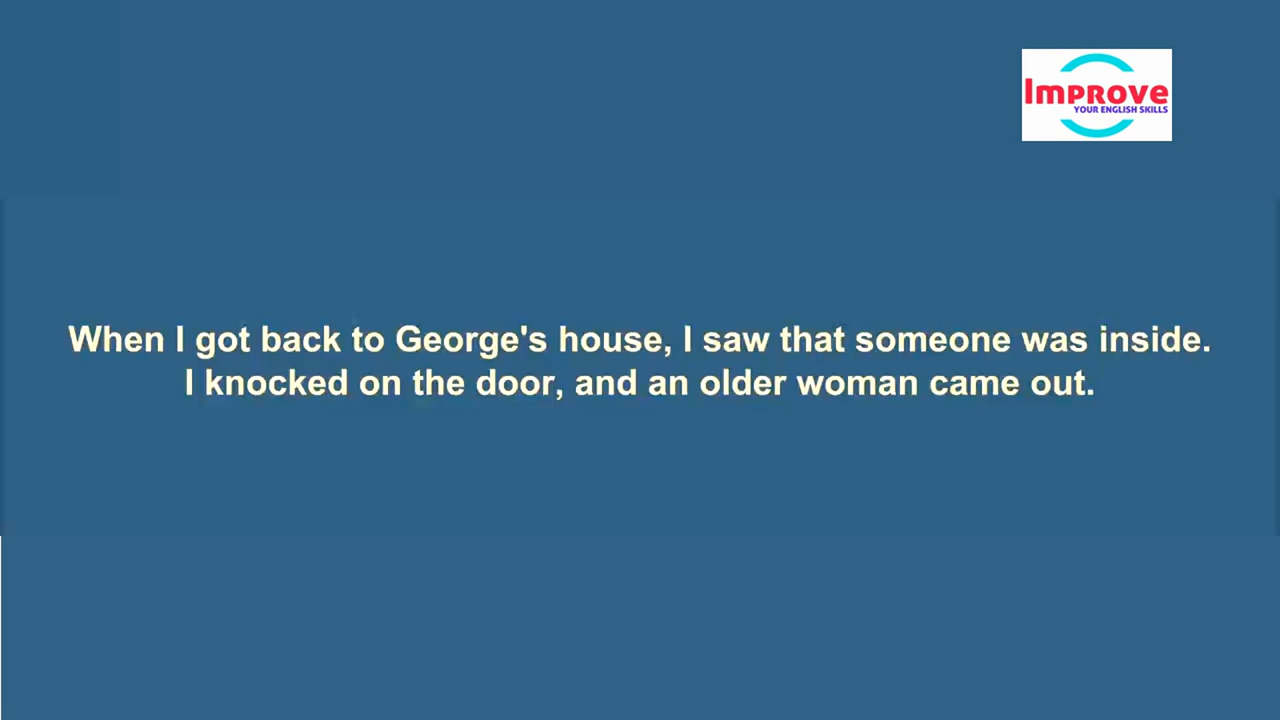 Improve
YOUR ENGLISH SKILLS
When I got back to George's house, I saw that someone was inside.
I knocked on the door, and an older woman came out.